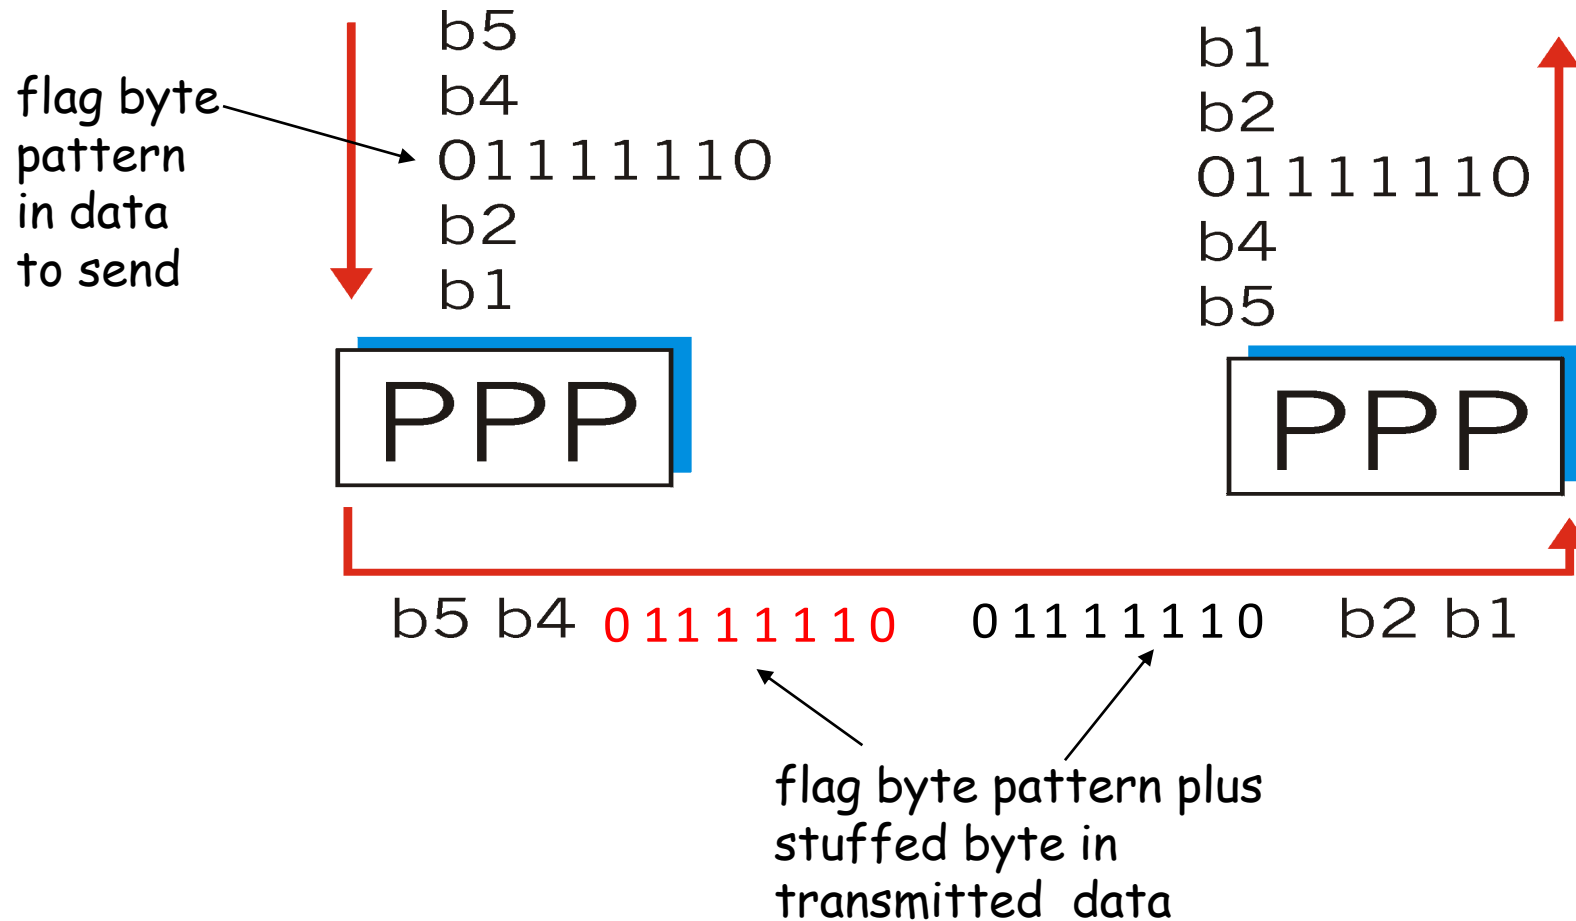 flag byte
pattern
in data
to send
b5
b4
01111110
b2
b1
b1
b2
01111110
b4
b5
PPP
PPP
b5 b4 01111110 01111110 b2 b1
flag byte pattern plus
stuffed byte in
transmitted data